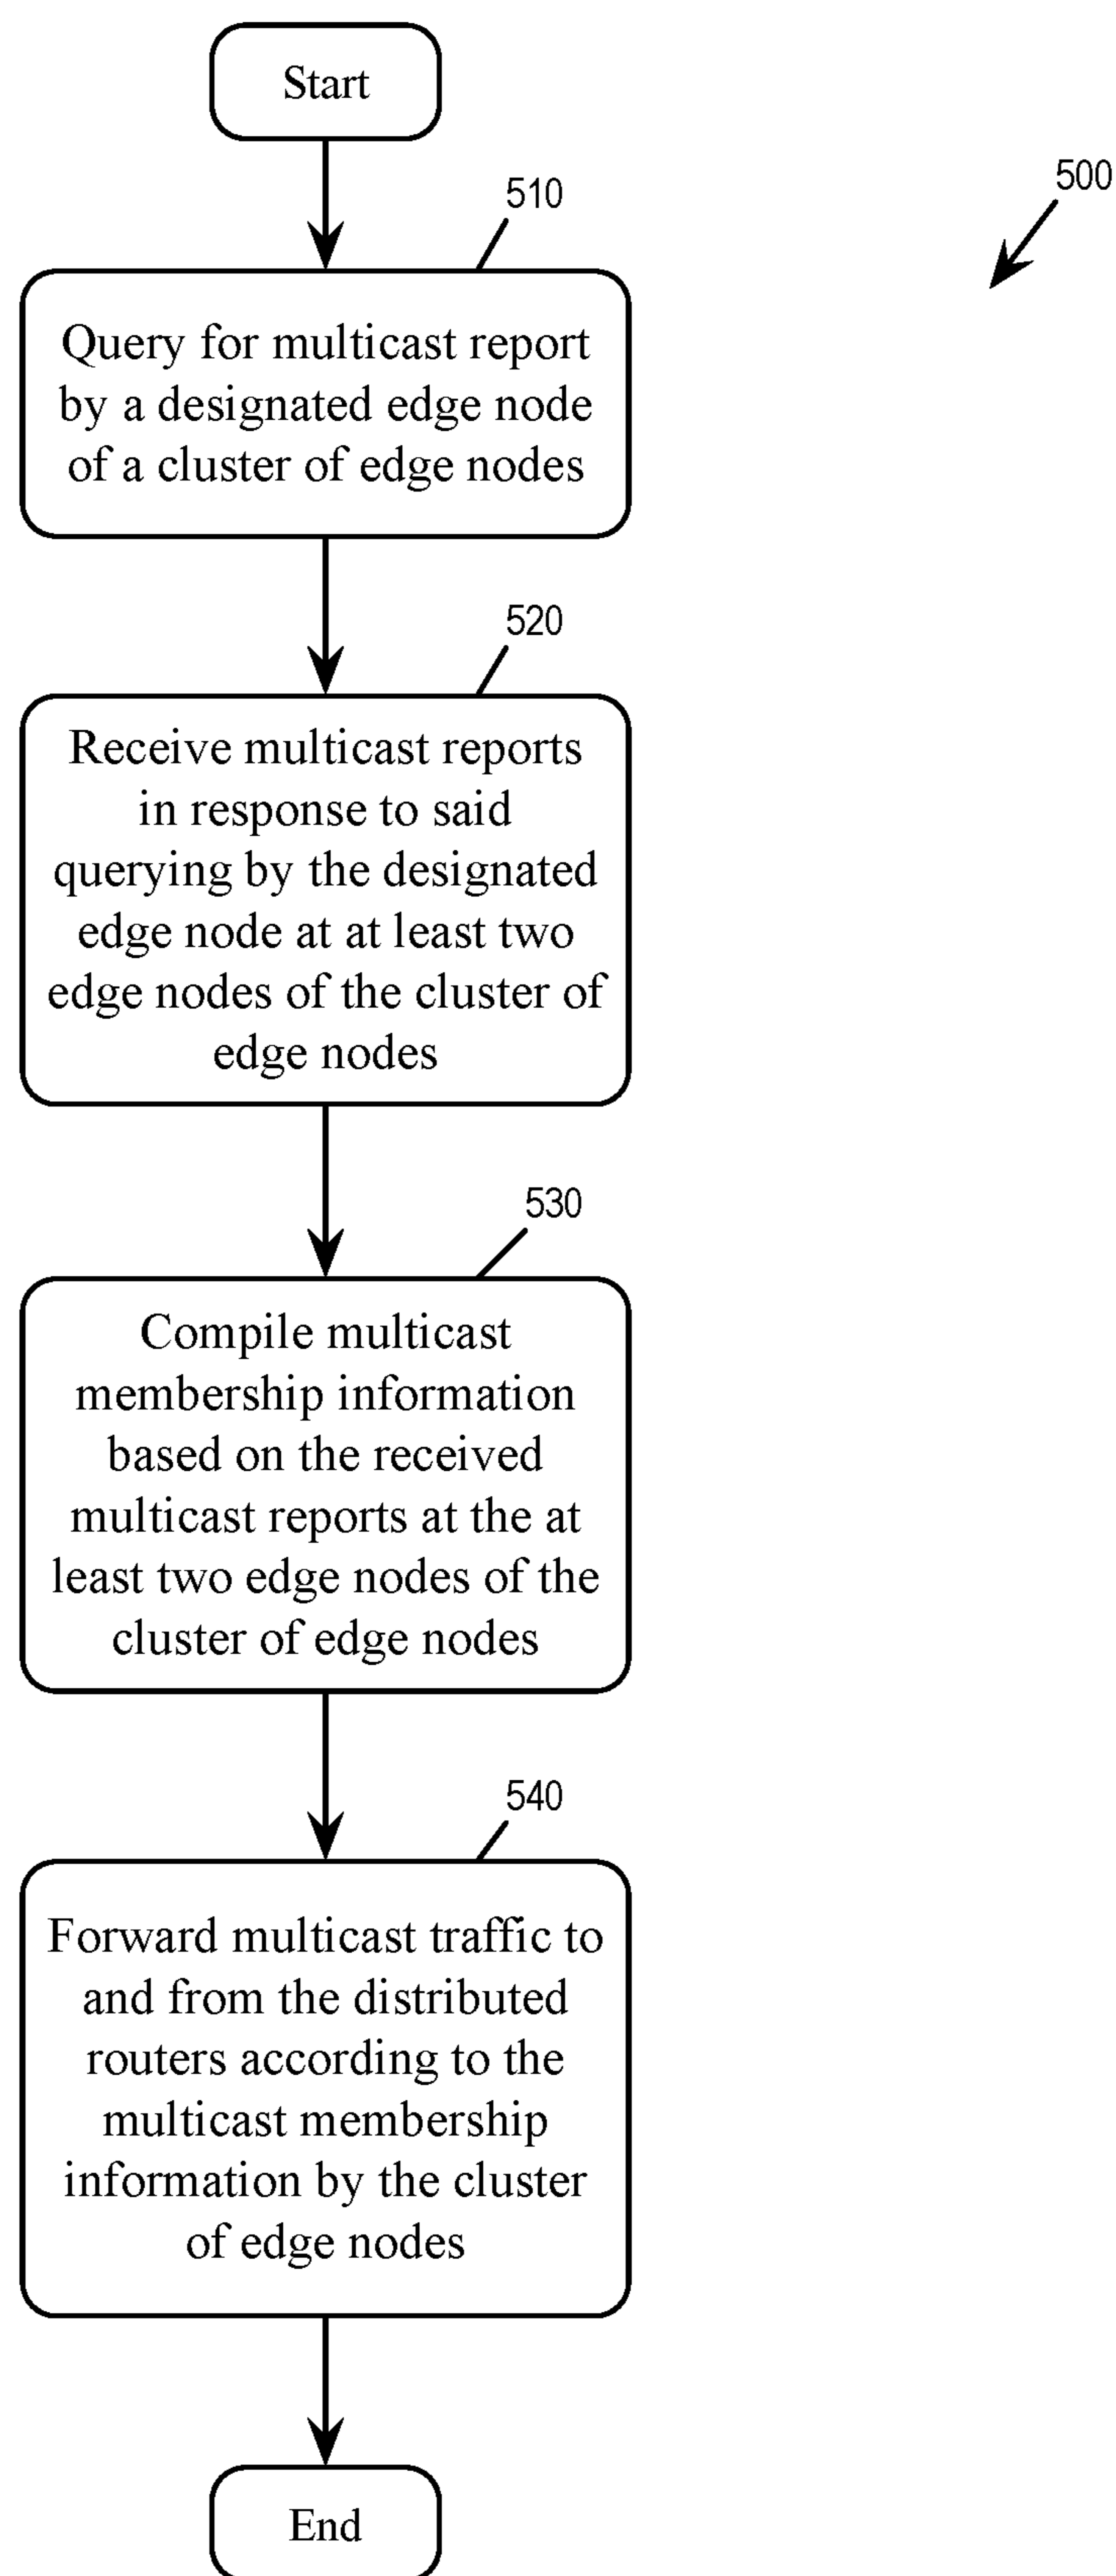 Start
500
510
Query for multicast report
by a designated edge node
of a cluster of edge nodes
520
Receive multicast reports
in response to said
querying by the designated
edge node at at least two
edge nodes of the cluster of
edge nodes
530
Compile multicast
membership information
based on the received
multicast reports at the at
least two edge nodes of the
cluster of edge nodes
540
Forward multicast traffic to
and from the distributed
routers according to the
multicast membership
information by the cluster
of edge nodes
End